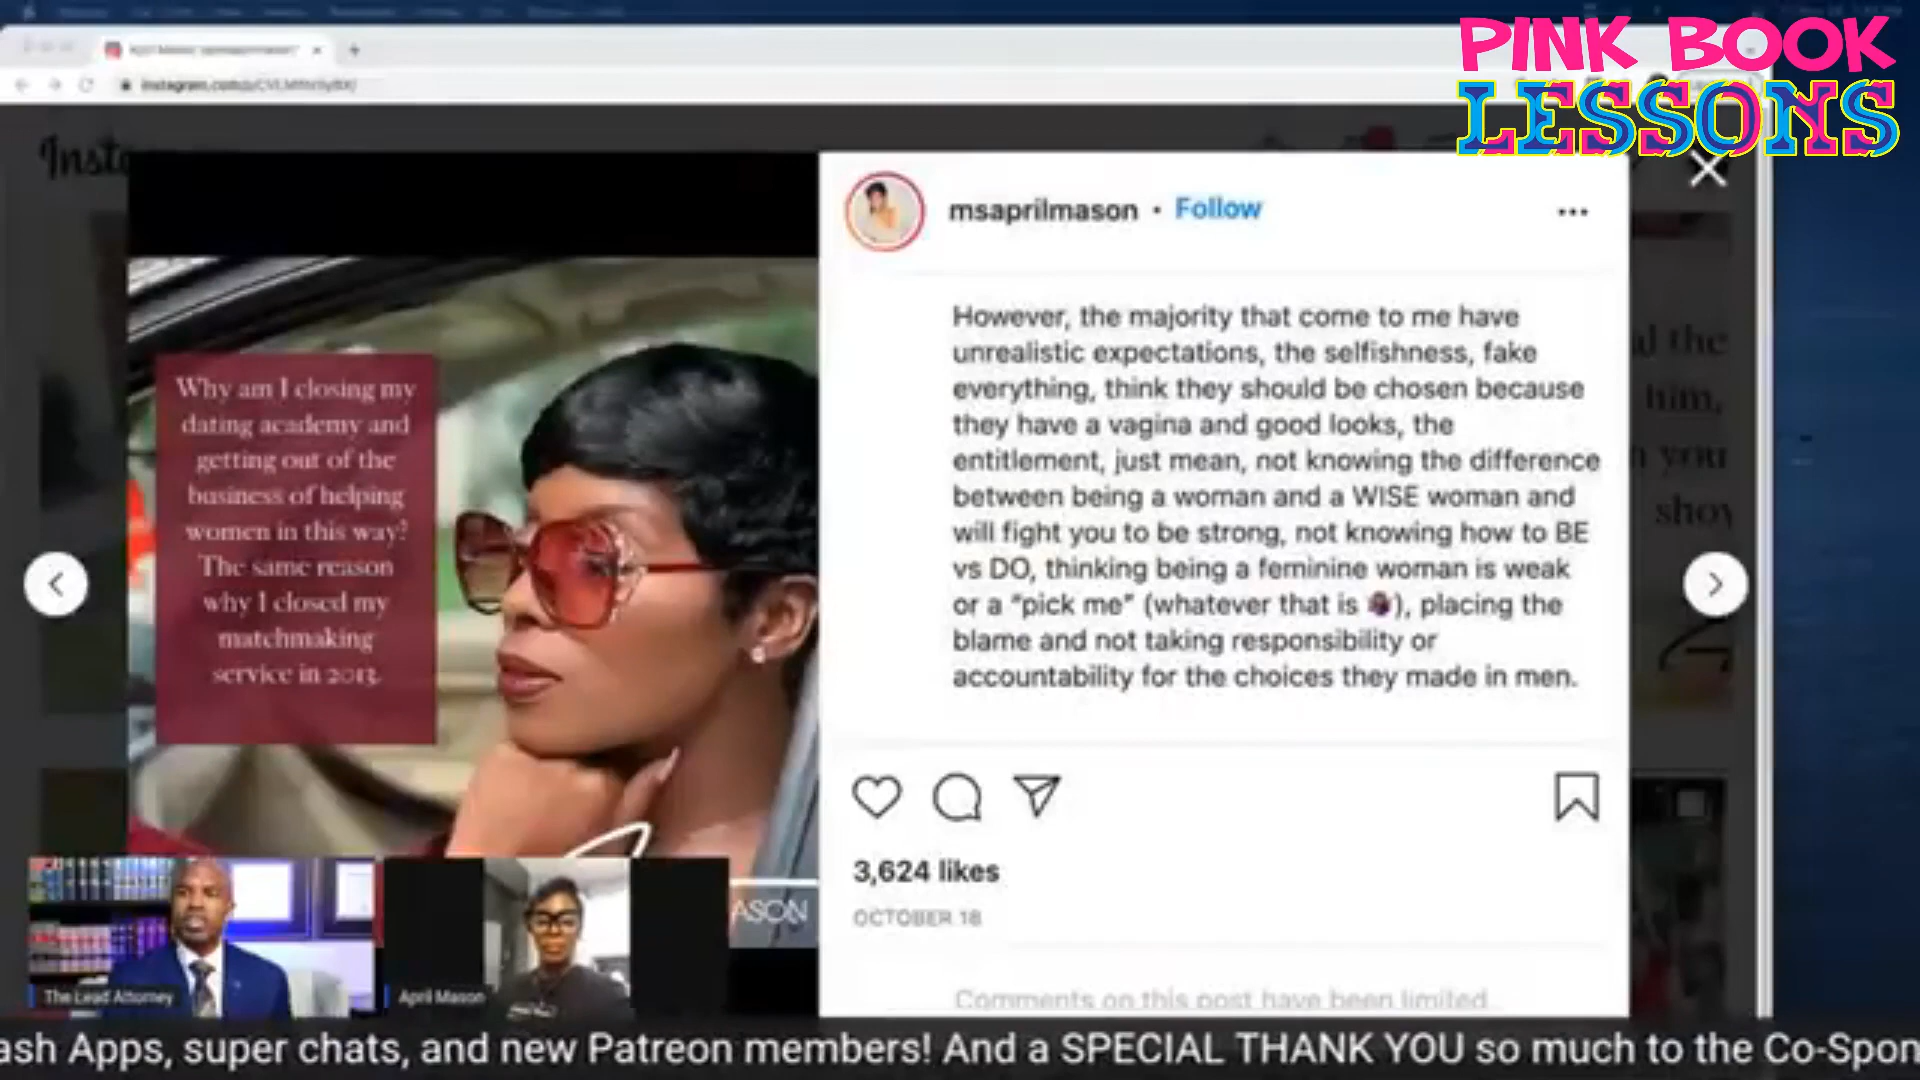 PINK BOOK
LESSONS
Insta
msaprilmason • Follow
However, the majority that come to me have
unrealistic expectations, the selfishness, fake
everything, think they should be chosen because
they have a vagina and good looks, the
entitlement, just mean, not knowing the difference
between being a woman and a WISE woman and
will fight you to be strong, not knowing how to BE
vs DO, thinking being a feminine woman is weak
or a "pick me" (whatever that is ), placing the
blame and not taking responsibility or
accountability for the choices they made in men.
Why am I closing my
dating academy and
getting out of the
business of helping
women in this way?
The same reason
why I closed my
matchmaking
service in 2013.
d the
him,
you
show
3,624 likes
OCTOBER 18
Comments on this post have been limited.
ASON
The Lead Attorney
April Mason
ash Apps, super chats, and new Patreon members! And a SPECIAL THANK YOU so much to the Co-Spon